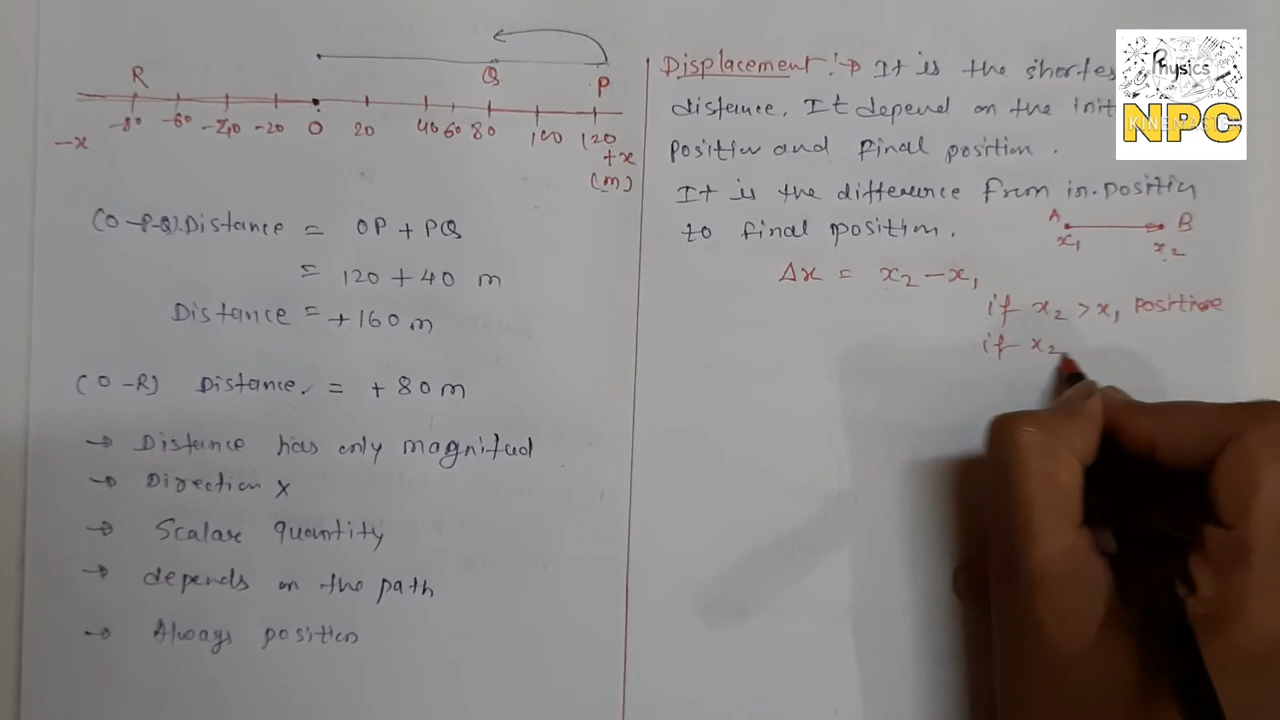 R
Q
P
-80 -60 -40 -20 0 20 40 60 80 100 120
-x
+x
(m)
(O-P-Q).Distance = OP + PQ
= 120 + 40 m
Distance = +160 m
(O-R) Distance. = +80 m
→ Distance has only magnitud
→ Direction X
→ Scalar quantity
→ depends on the path
→ Always position
Displacement :→ It is the shortes
distance. It depend on the init
position and final position.
It is the difference from in.positin
to final position.
A B
x₁ x₂
Δx = x₂ - x₁
if x₂ > x₁ positive
if x₂
Physics
KINEMASTER
NPC